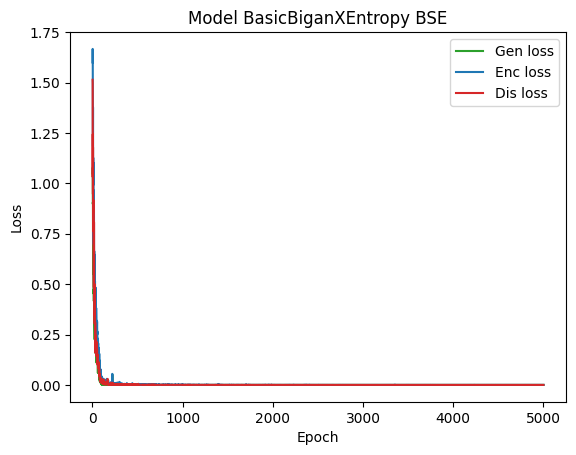 Model BasicBiganXEntropy BSE
Gen loss
Enc loss
Dis loss
Loss
1.75
1.50
1.25
1.00
0.75
0.50
0.25
0.00
0 1000 2000 3000 4000 5000
Epoch